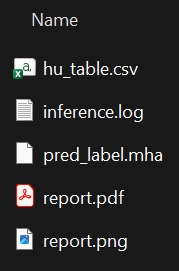 Name
hu_table.csv
inference.log
pred_label.mha
report.pdf
report.png